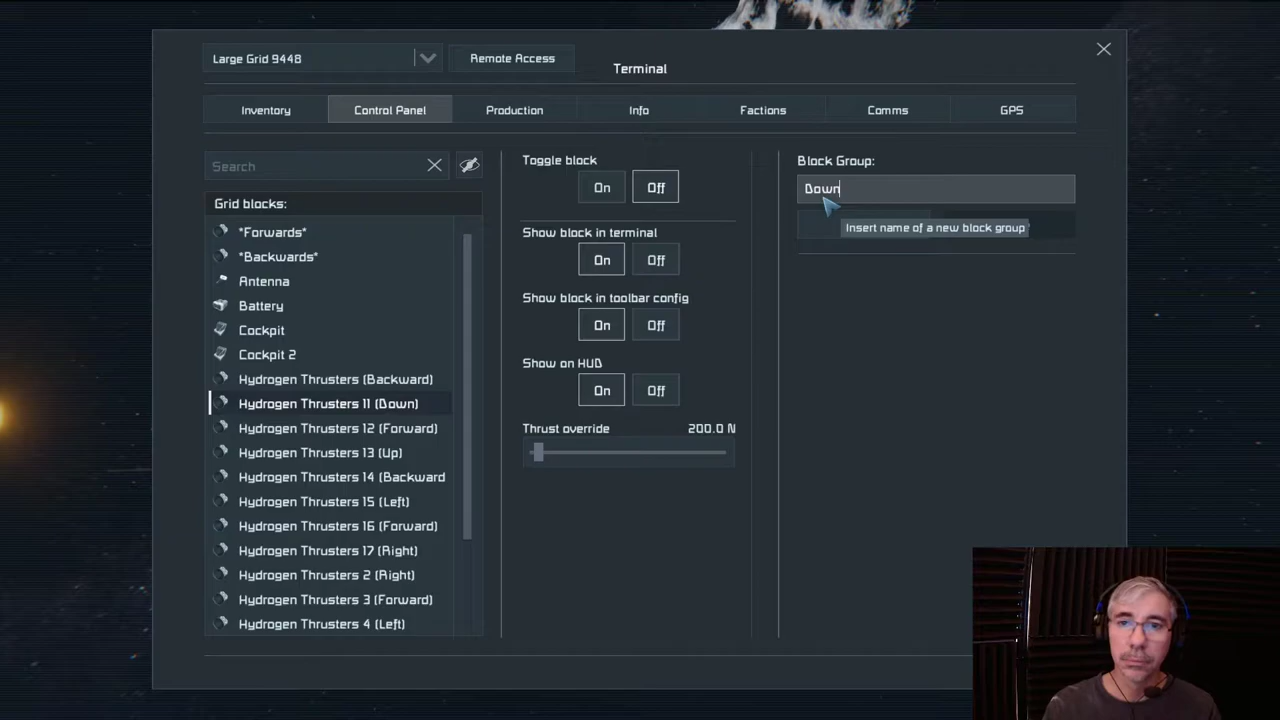 Large Grid 9448
Remote Access
Terminal
Inventory
Control Panel
Production
Info
Factions
Comms
GPS
Search
Grid blocks:
*Forwards*
*Backwards*
Antenna
Battery
Cockpit
Cockpit 2
Hydrogen Thrusters (Backward)
Hydrogen Thrusters 11 (Down)
Hydrogen Thrusters 12 (Forward)
Hydrogen Thrusters 13 (Up)
Hydrogen Thrusters 14 (Backward
Hydrogen Thrusters 15 (Left)
Hydrogen Thrusters 16 (Forward)
Hydrogen Thrusters 17 (Right)
Hydrogen Thrusters 2 (Right)
Hydrogen Thrusters 3 (Forward)
Hydrogen Thrusters 4 (Left)
Toggle block
On Off
Show block in terminal
On Off
Show block in toolbar config
On Off
Show on HUD
On Off
Thrust override 200.0 N
Block Group:
Down
Insert name of a new block group